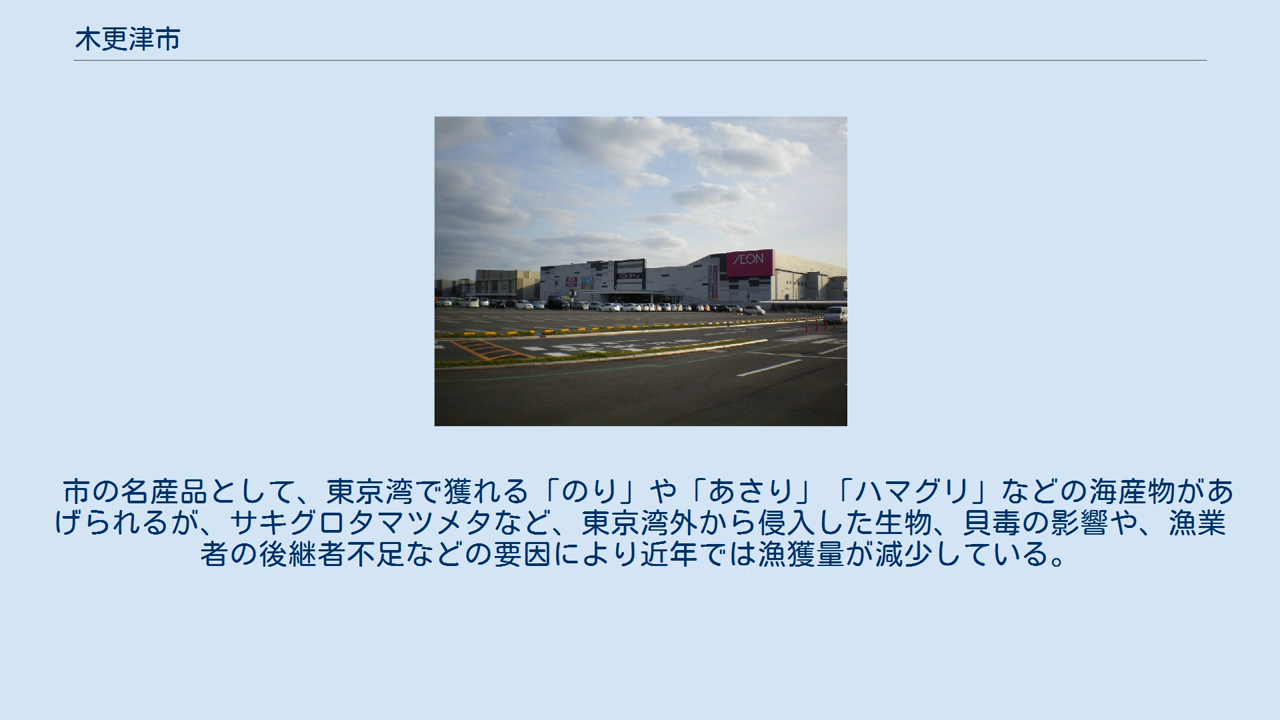 木更津市
ÆON
市の名産品として、東京湾で獲れる「のり」や「あさり」「ハマグリ」などの海産物があ
げられるが、サキグロタマツメタなど、東京湾外から侵入した生物、貝毒の影響や、漁業
者の後継者不足などの要因により近年では漁獲量が減少している。